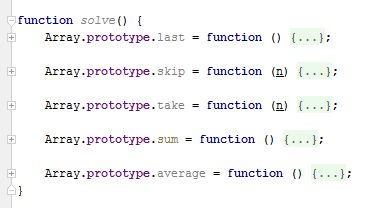 function solve() {
Array.prototype.last = function () {...};
Array.prototype.skip = function (n) {...};
Array.prototype.take = function (n) {...};
Array.prototype.sum = function () {...};
Array.prototype.average = function () {...};
}